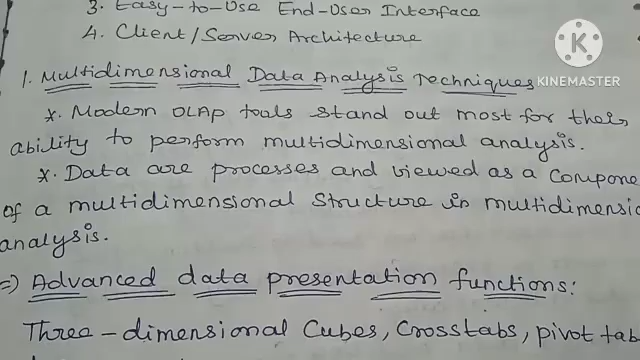 3. Easy-to-Use End-User Interface
4. Client/Server Architecture
1. Multidimensional Data Analysis Techniques
x. Modern OLAP tools stand out most for their
ability to perform multidimensional analysis.
x. Data are processes and viewed as a compone
of a multidimensional structure in multidimensio
analysis.
=) Advanced data presentation functions:
Three-dimensional Cubes, Crosstabs, pivot tab
KINEMASTER